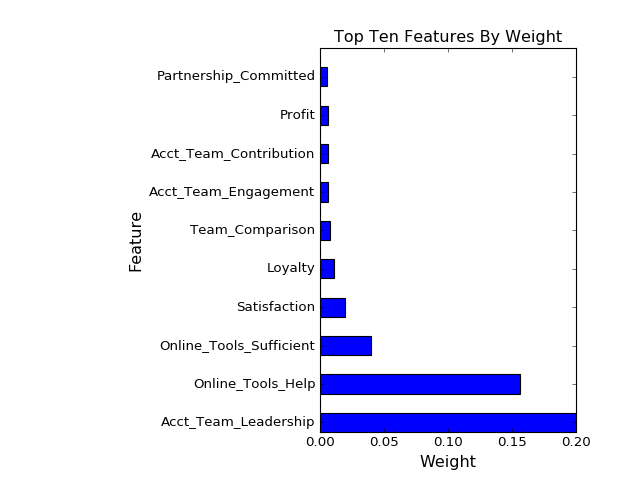 Top Ten Features By Weight
Partnership_Committed
Profit
Acct_Team_Contribution
Acct_Team_Engagement
Team_Comparison
Loyalty
Satisfaction
Online_Tools_Sufficient
Online_Tools_Help
Acct_Team_Leadership
Feature
0.00 0.05 0.10 0.15 0.20
Weight